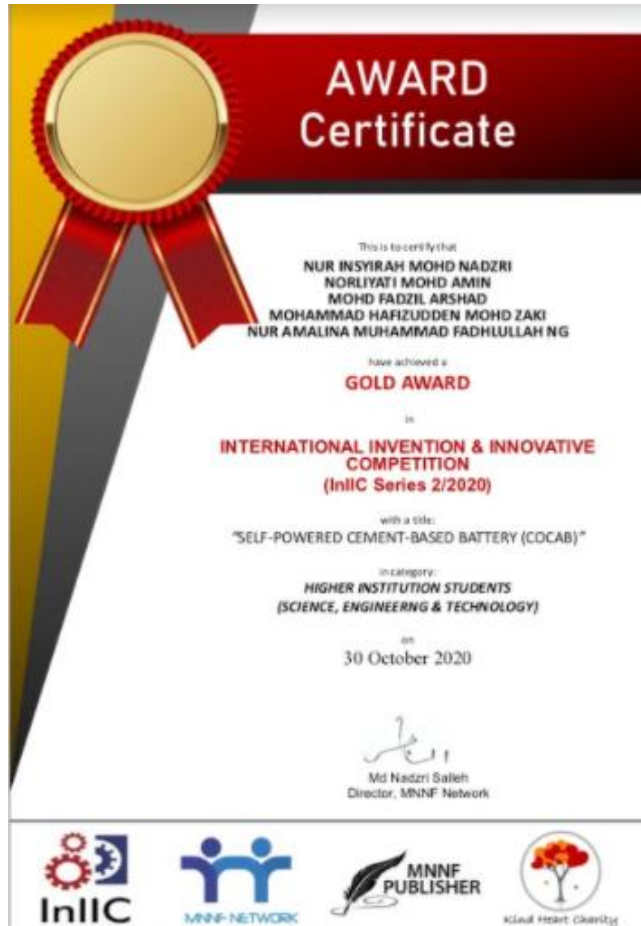 AWARD
Certificate
This is to certify that
NUR INSYIRAH MOHD NADZRI
NORLIYATI MOHD AMIN
MOHD FADZIL ARSHAD
MOHAMMAD HAFIZUDDEN MOHD ZAKI
NUR AMALINA MUHAMMAD FADHLULLAH NG
have achieved a
GOLD AWARD
in
INTERNATIONAL INVENTION & INNOVATIVE
COMPETITION
(InIIC Series 2/2020)
with a title:
"SELF-POWERED CEMENT-BASED BATTERY (COCAB)"
in category:
HIGHER INSTITUTION STUDENTS
(SCIENCE, ENGINEERNG & TECHNOLOGY)
on
30 October 2020
Md Nadzri Salleh
Director, MNNF Network
InIIC
MNNF NETWORK
MNNF
PUBLISHER
Kind Heart Charity